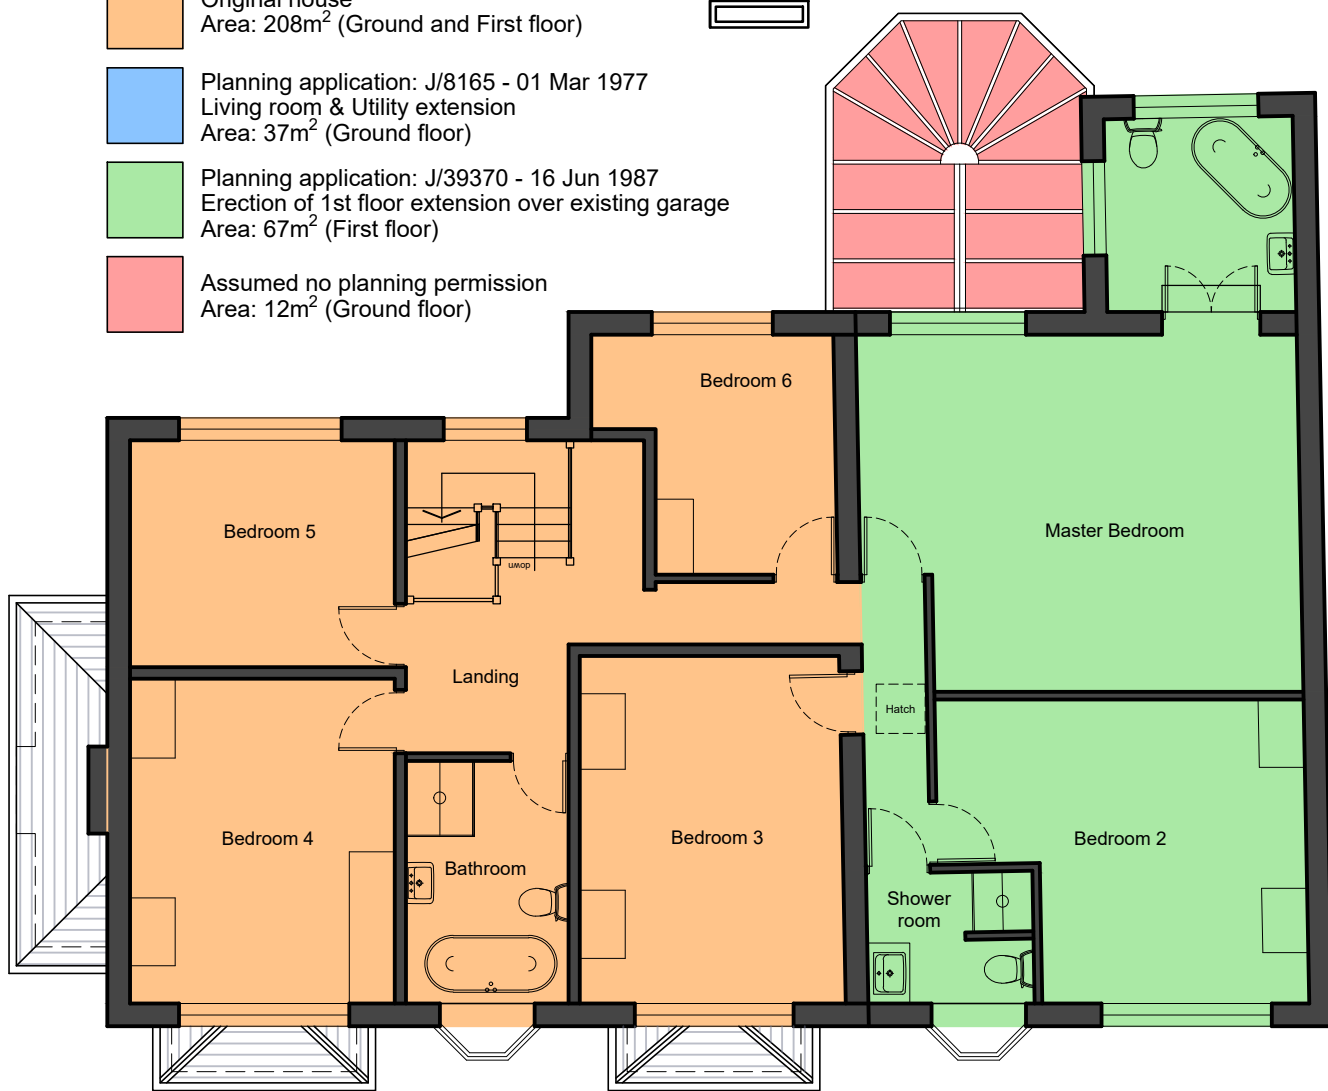 Original house
Area: 208m² (Ground and First floor)
Planning application: J/8165 - 01 Mar 1977
Living room & Utility extension
Area: 37m² (Ground floor)
Planning application: J/39370 - 16 Jun 1987
Erection of 1st floor extension over existing garage
Area: 67m² (First floor)
Assumed no planning permission
Area: 12m² (Ground floor)
Bedroom 6
Bedroom 5
Master Bedroom
down
Landing
Hatch
Bedroom 4
Bedroom 3
Bedroom 2
Bathroom
Shower
room